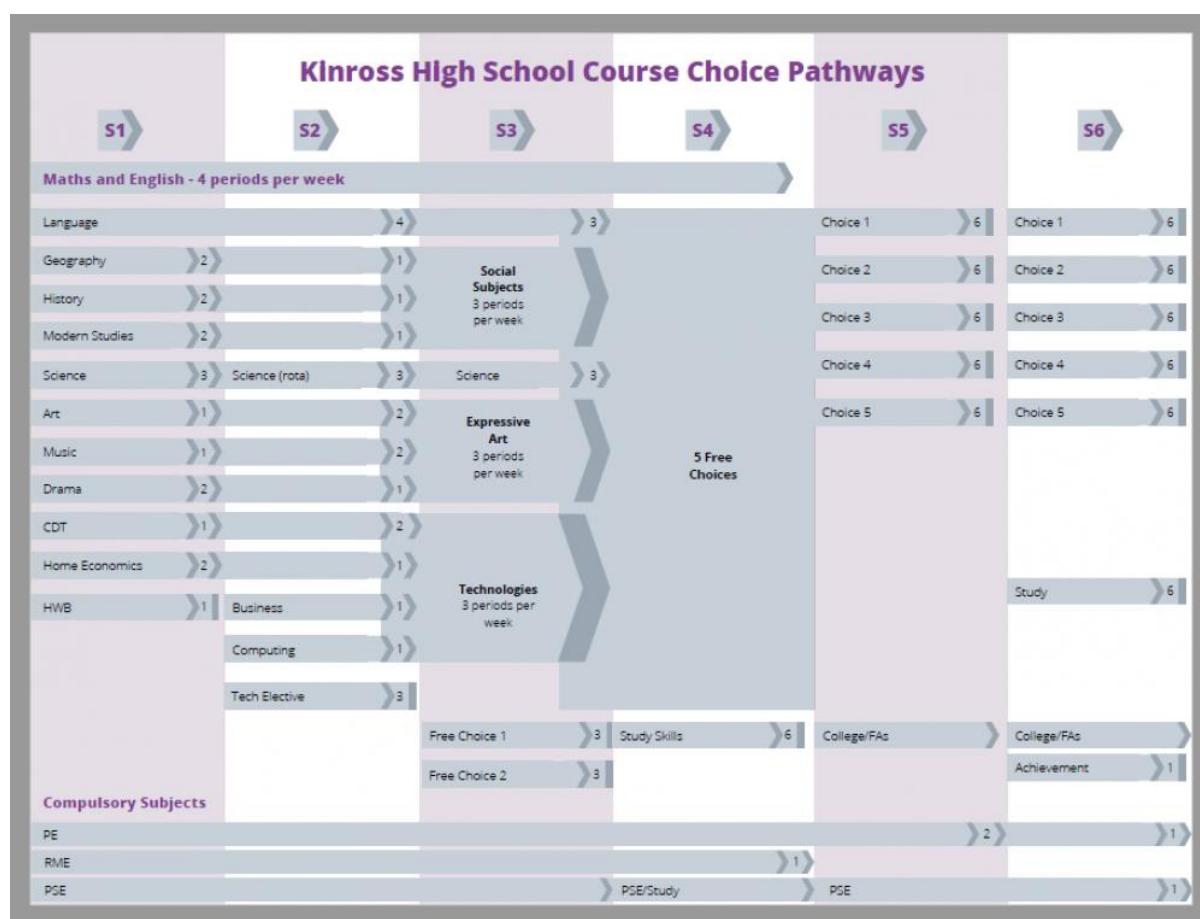 Kinross High School Course Choice Pathways
S1 S2 S3 S4 S5 S6
Maths and English - 4 periods per week
Language 4 3 Choice 1 6 Choice 1 6
Geography 2 1
Social
Subjects
3 periods
per week
Choice 2 6 Choice 2 6
History 2 1
Choice 3 6 Choice 3 6
Modern Studies 2 1
Science 3 Science (rota) 3 Science 3
Choice 4 6 Choice 4 6
Art 1 2
Expressive
Art
3 periods
per week
Choice 5 6 Choice 5 6
Music 1 2
5 Free
Choices
Drama 2 1
CDT 1 2
Home Economics 2 1
Technologies
3 periods per
week
Study 6
HWB 1 Business 1
Computing 1
Tech Elective 3
Free Choice 1 3 Study Skills 6 College/FAs College/FAs
Free Choice 2 3 Achievement 1
Compulsory Subjects
PE 2 1
RME 1
PSE PSE/Study PSE 1